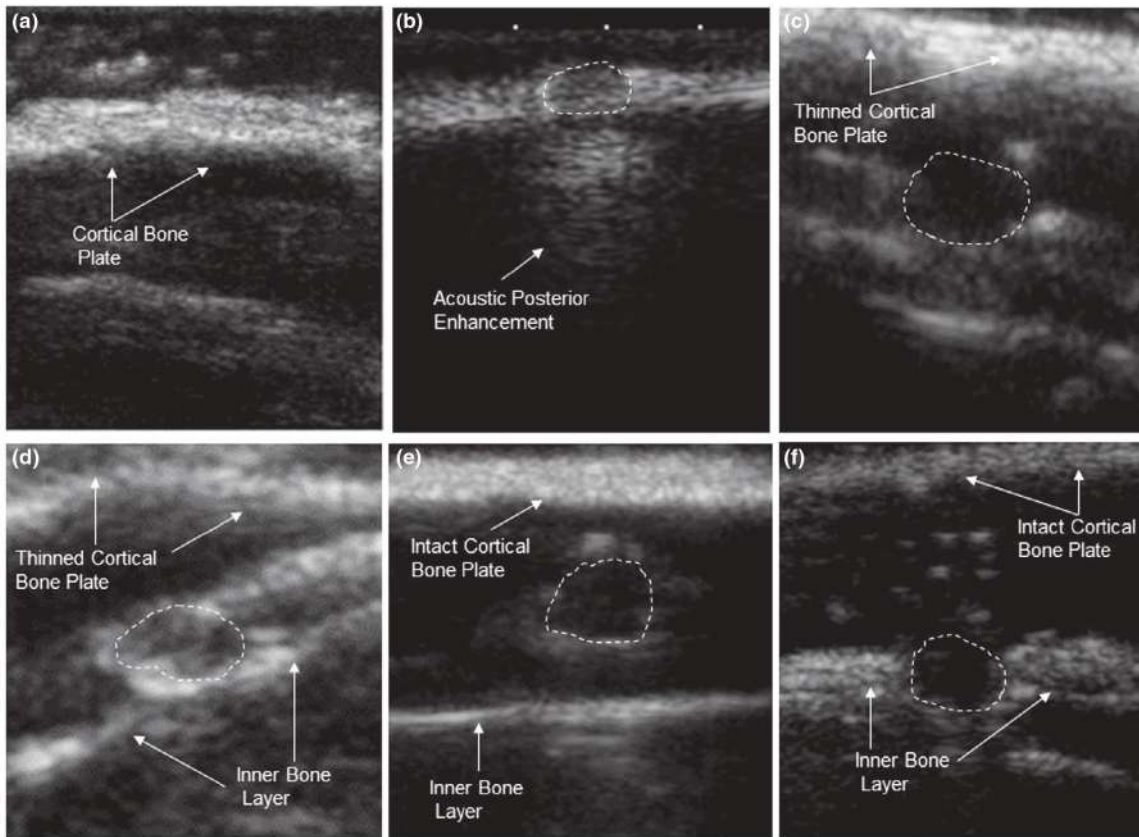 (a)
Cortical Bone
Plate
(b)
Acoustic Posterior
Enhancement
(c)
Thinned Cortical
Bone Plate
(d)
Thinned Cortical
Bone Plate
Inner Bone
Layer
(e)
Intact Cortical
Bone Plate
Inner Bone
Layer
(f)
Intact Cortical
Bone Plate
Inner Bone
Layer